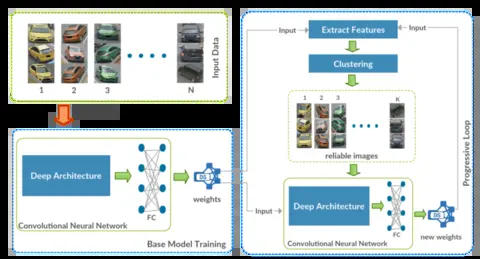 Input Data
1 2 3 N
Deep Architecture
FC
Convolutional Neural Network
weights
Base Model Training
Input
Extract Features
Input
Clustering
1 2 3 K
reliable images
Input
Deep Architecture
FC
Convolutional Neural Network
new weights
Progressive Loop